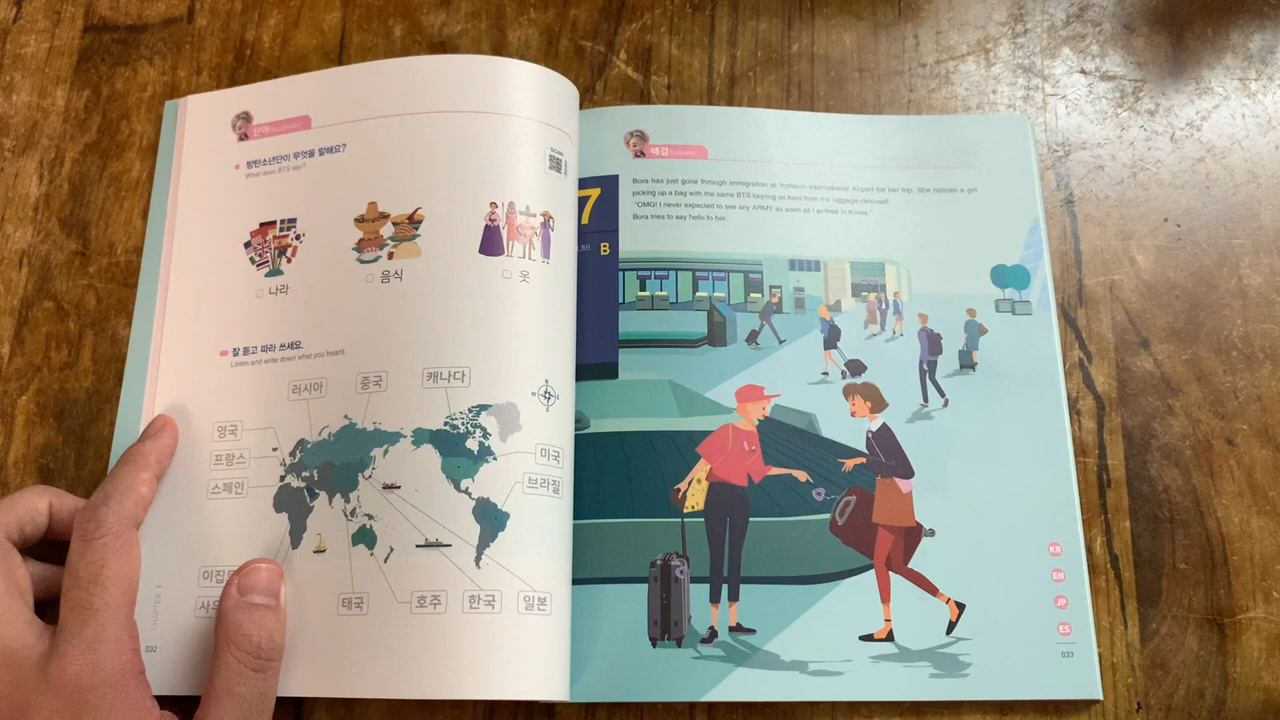 단어
방탄소년단이 무엇을 말해요?
What does BTS say?
SCAN
나라
음식
옷
잘 듣고 따라 쓰세요.
Listen and write down what you heard.
러시아
중국
캐나다
N
W
E
S
영국
프랑스
스페인
미국
브라질
태국
호주
한국
일본
CHAPTER 1
032
배경
Bora has just gone through immigration at Incheon International Airport for her trip. She notices a girl
picking up a bag with the same BTS keyring as hers from the luggage carousel.
"OMG! I never expected to see any ARMY as soon as I arrived in Korea."
Bora tries to say hello to her.
7
B
KR
EN
JP
ES
033